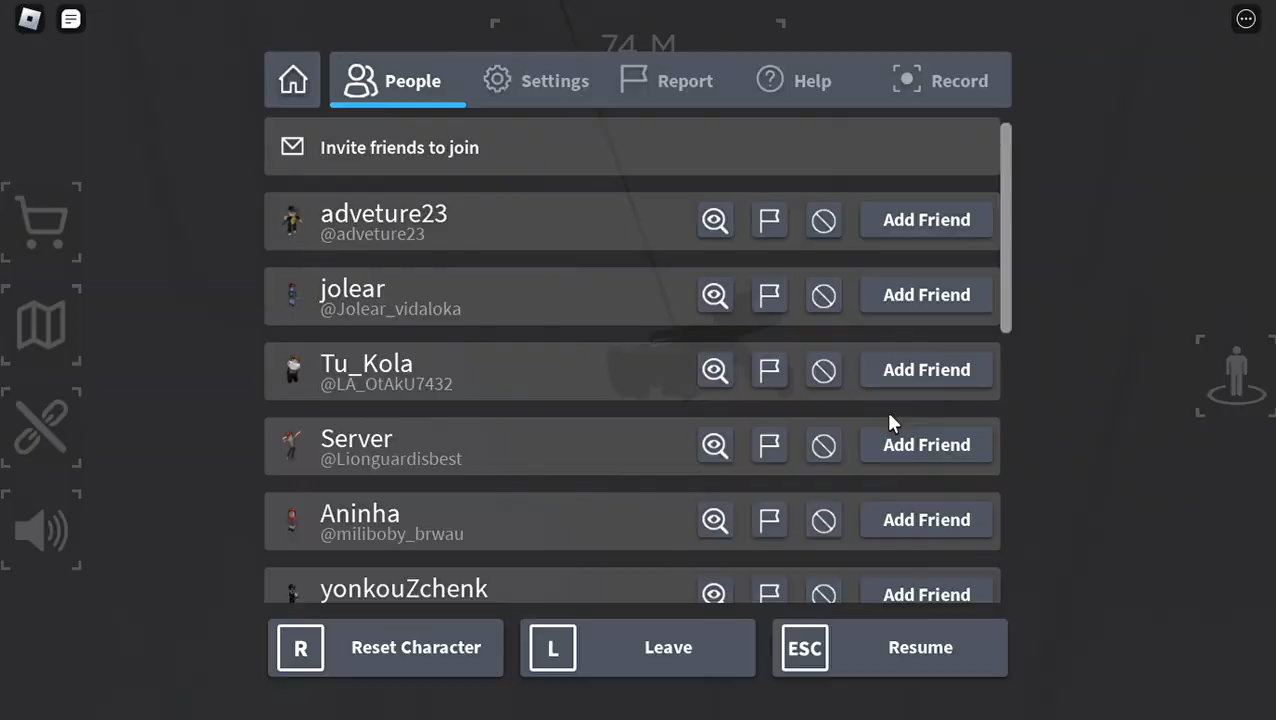 74 M
People Settings Report Help Record
Invite friends to join
adveture23
@adveture23
Add Friend
jolear
@Jolear_vidaloka
Add Friend
Tu_Kola
@LA_OtAkU7432
Add Friend
Server
@Lionguardisbest
Add Friend
Aninha
@miliboby_brwau
Add Friend
yonkouZchenk
Add Friend
R Reset Character L Leave ESC Resume